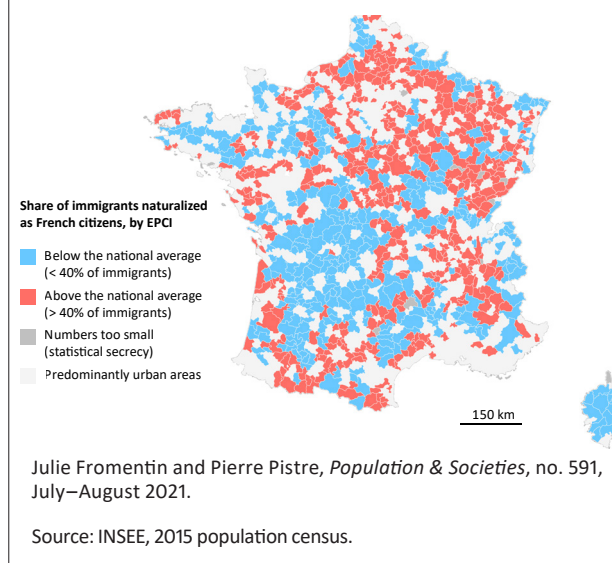 Share of immigrants naturalized
as French citizens, by EPCI
Below the national average
(< 40% of immigrants)
Above the national average
(> 40% of immigrants)
Numbers too small
(statistical secrecy)
Predominantly urban areas
150 km
Julie Fromentin and Pierre Pistre, Population & Societies, no. 591,
July–August 2021.
Source: INSEE, 2015 population census.